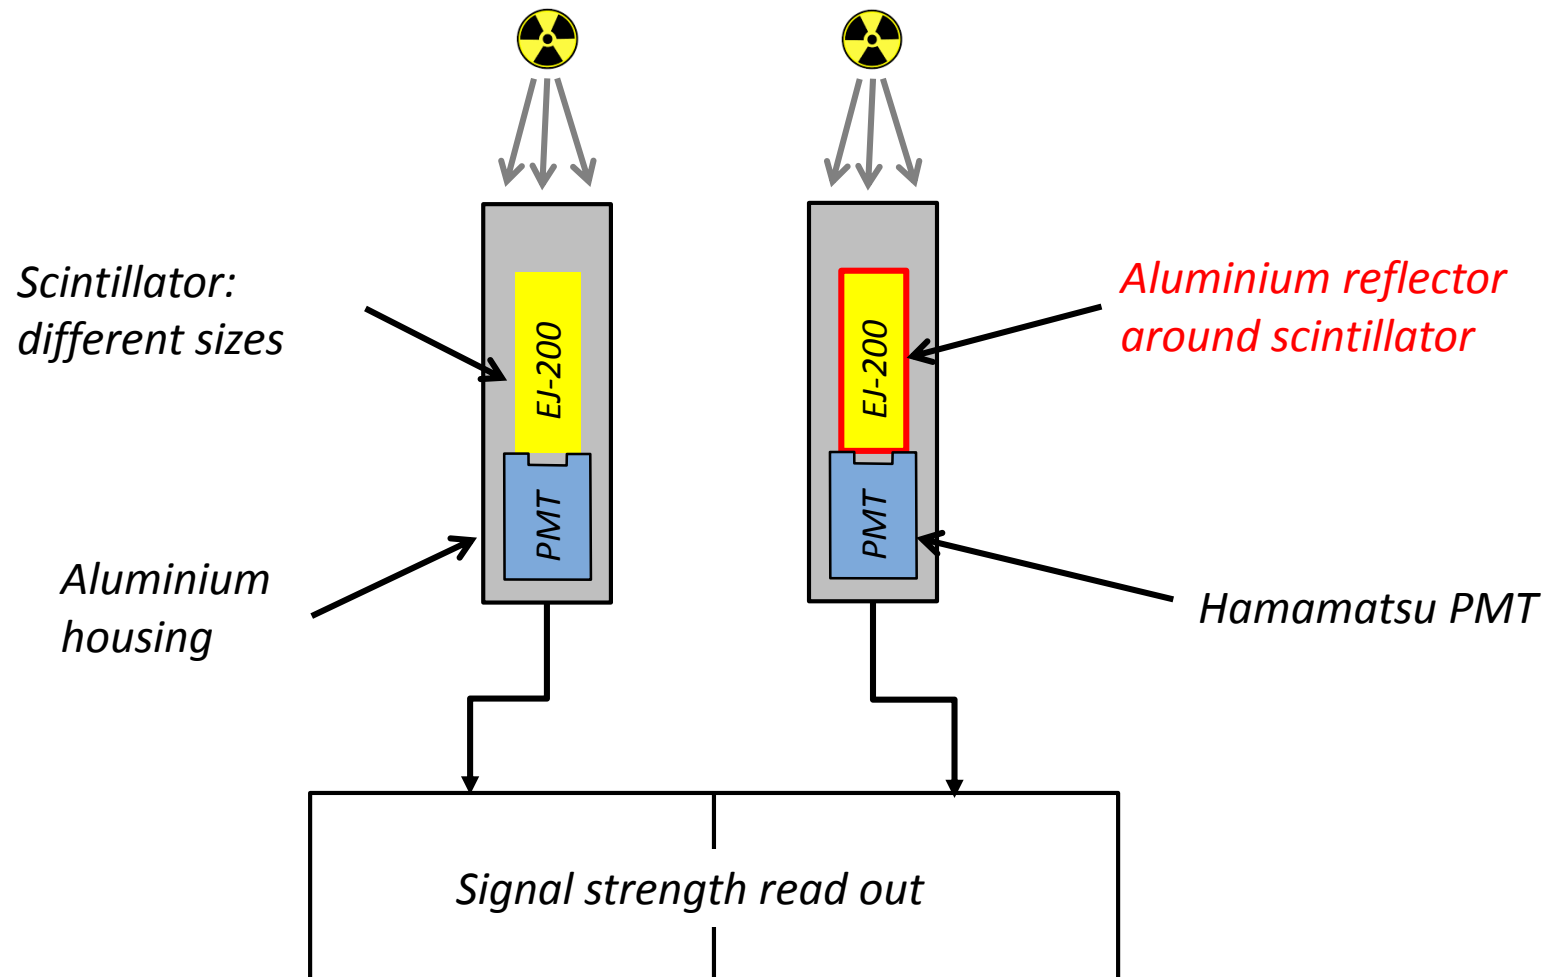 Scintillator:
different sizes
EJ-200
PMT
Aluminium
housing
EJ-200
PMT
Aluminium reflector
around scintillator
Hamamatsu PMT
Signal strength read out